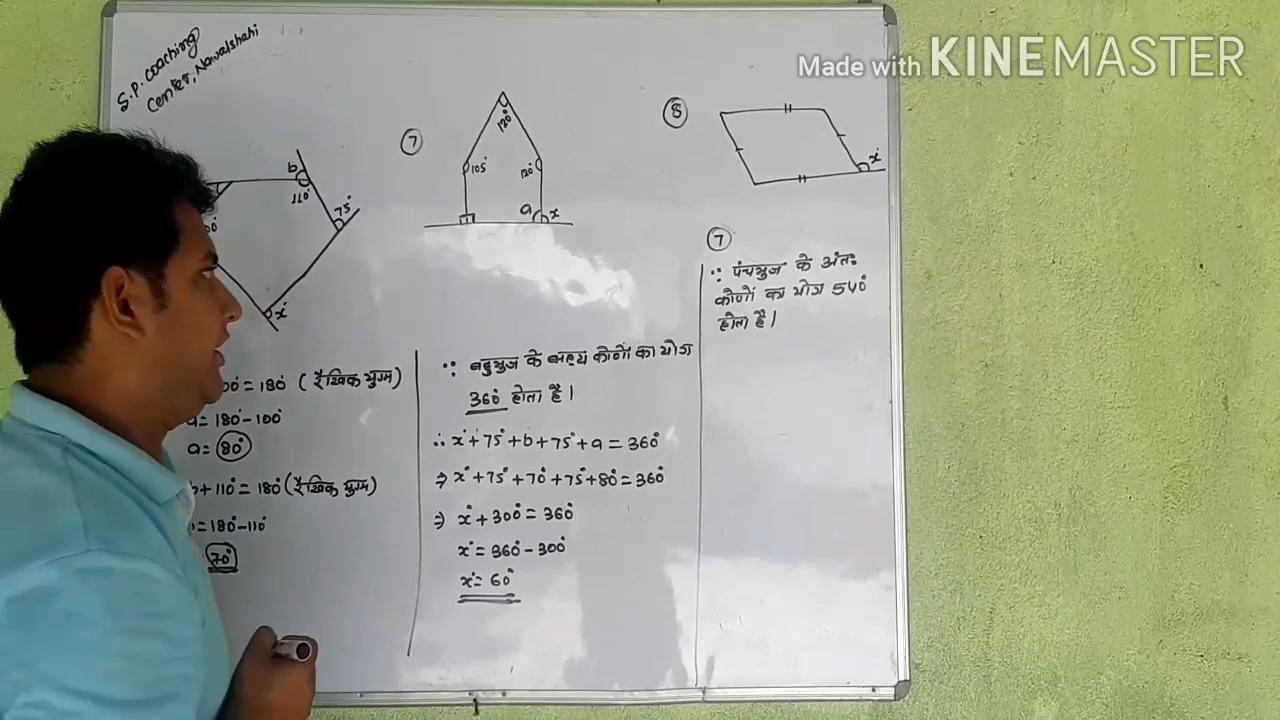 Made with KINEMASTER
S.P. coaching
Center, Nawalshahi
b
110°
75°
x°
7
120°
105°
120°
a
x
8
x°
00° = 180° (रैखिक युग्म)
a = 180° - 100°
a = 80°
b + 110° = 180° (रैखिक युग्म)
= 180° - 110°
70°
∵ बहुभुज के बाह्य कोणों का योग
360° होता है।
∴ x° + 75° + b + 75° + a = 360°
⇒ x° + 75° + 70° + 75° + 80° = 360°
⇒ x° + 300° = 360°
x° = 360° - 300°
x° = 60°
7
∵ पंचभुज के अंतः
कोणों का योग 540°
होता है।